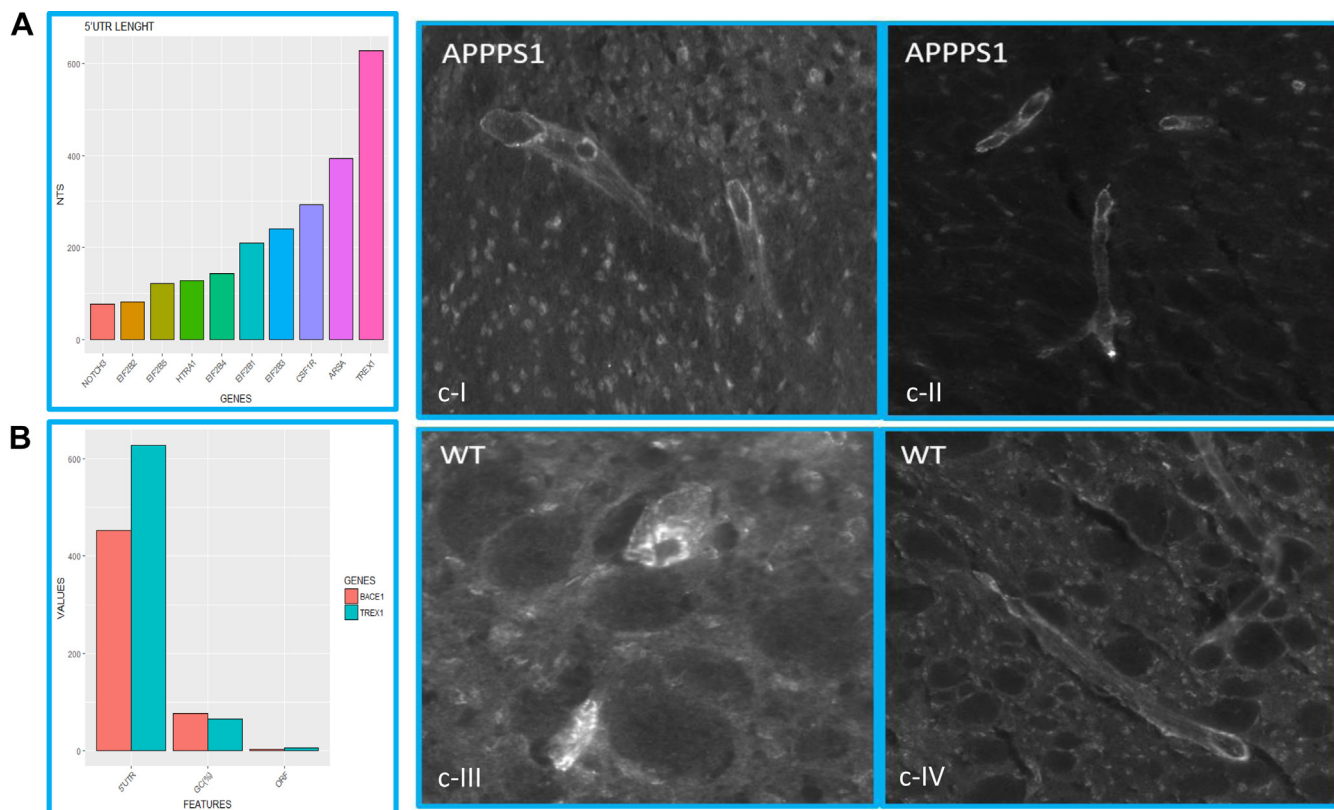 A
5'UTR LENGHT
600
400
200
0
NTS
NOTCH3
EIF2B2
EIF2B5
HTRA1
EIF2B4
EIF2B1
EIF2B3
CSF1R
ARSA
TREX1
GENES
APPPS1
c-I
APPPS1
c-II
B
600
400
200
0
VALUES
5'UTR
GC(%)
ORF
FEATURES
GENES
BACE1
TREX1
WT
c-III
WT
c-IV